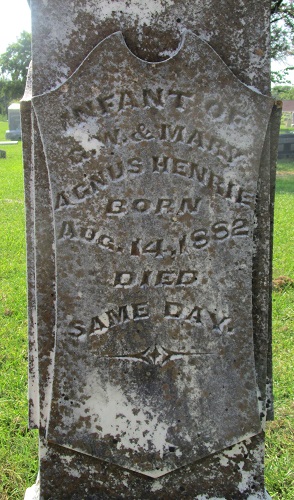 INFANT OF
G. W. & MARY
AGNUS HENRIE
BORN
AUG. 14, 1882
DIED
SAME DAY.